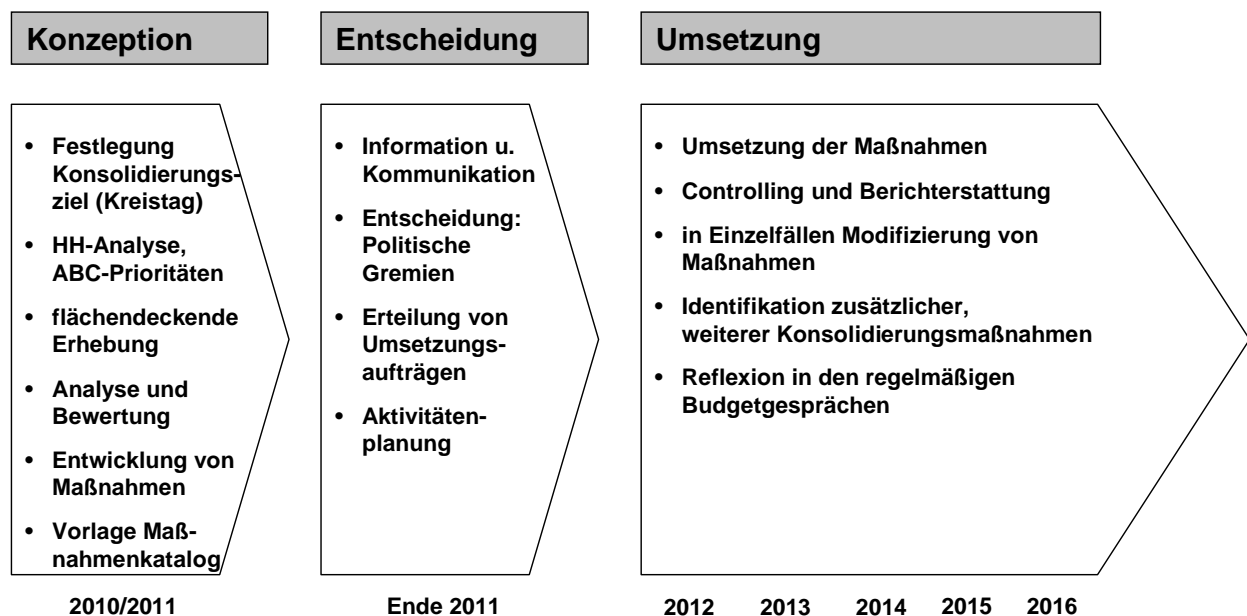 Konzeption
Entscheidung
Umsetzung
• Festlegung
Konsolidierungs-
ziel (Kreistag)
• HH-Analyse,
ABC-Prioritäten
• flächendeckende
Erhebung
• Analyse und
Bewertung
• Entwicklung von
Maßnahmen
• Vorlage Maß-
nahmenkatalog
• Information u.
Kommunikation
• Entscheidung:
Politische
Gremien
• Erteilung von
Umsetzungs-
aufträgen
• Aktivitäten-
planung
• Umsetzung der Maßnahmen
• Controlling und Berichterstattung
• in Einzelfällen Modifizierung von
Maßnahmen
• Identifikation zusätzlicher,
weiterer Konsolidierungsmaßnahmen
• Reflexion in den regelmäßigen
Budgetgesprächen
2010/2011
Ende 2011
2012 2013 2014 2015 2016